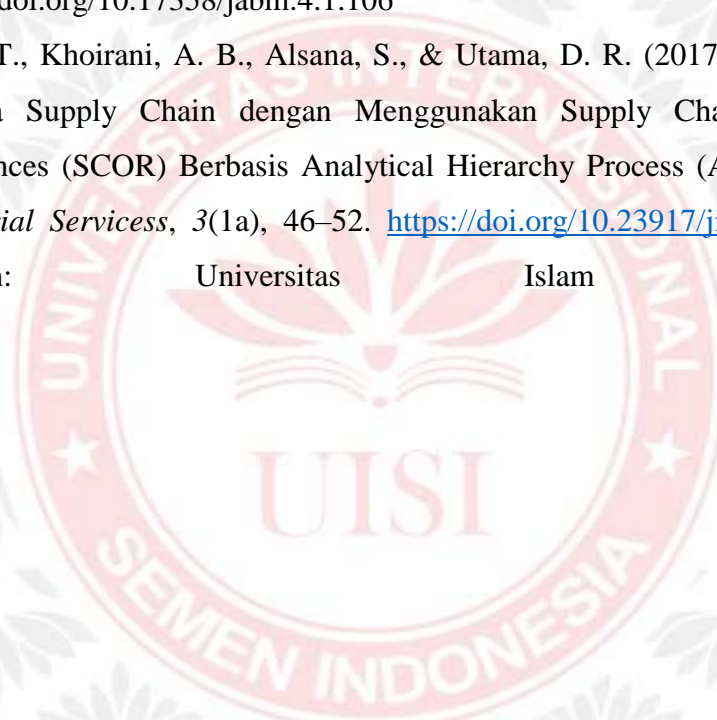 doi.org/10.17358/jabm.4.1.106
T., Khoirani, A. B., Alsana, S., & Utama, D. R. (2017
Supply Chain dengan Menggunakan Supply Cha
nces (SCOR) Berbasis Analytical Hierarchy Process (A
ial Servicess, 3(1a), 46–52. https://doi.org/10.23917/j
: Universitas Islam
UNIVERSITAS INTERNASIONAL
UISI
SEMEN INDONESIA